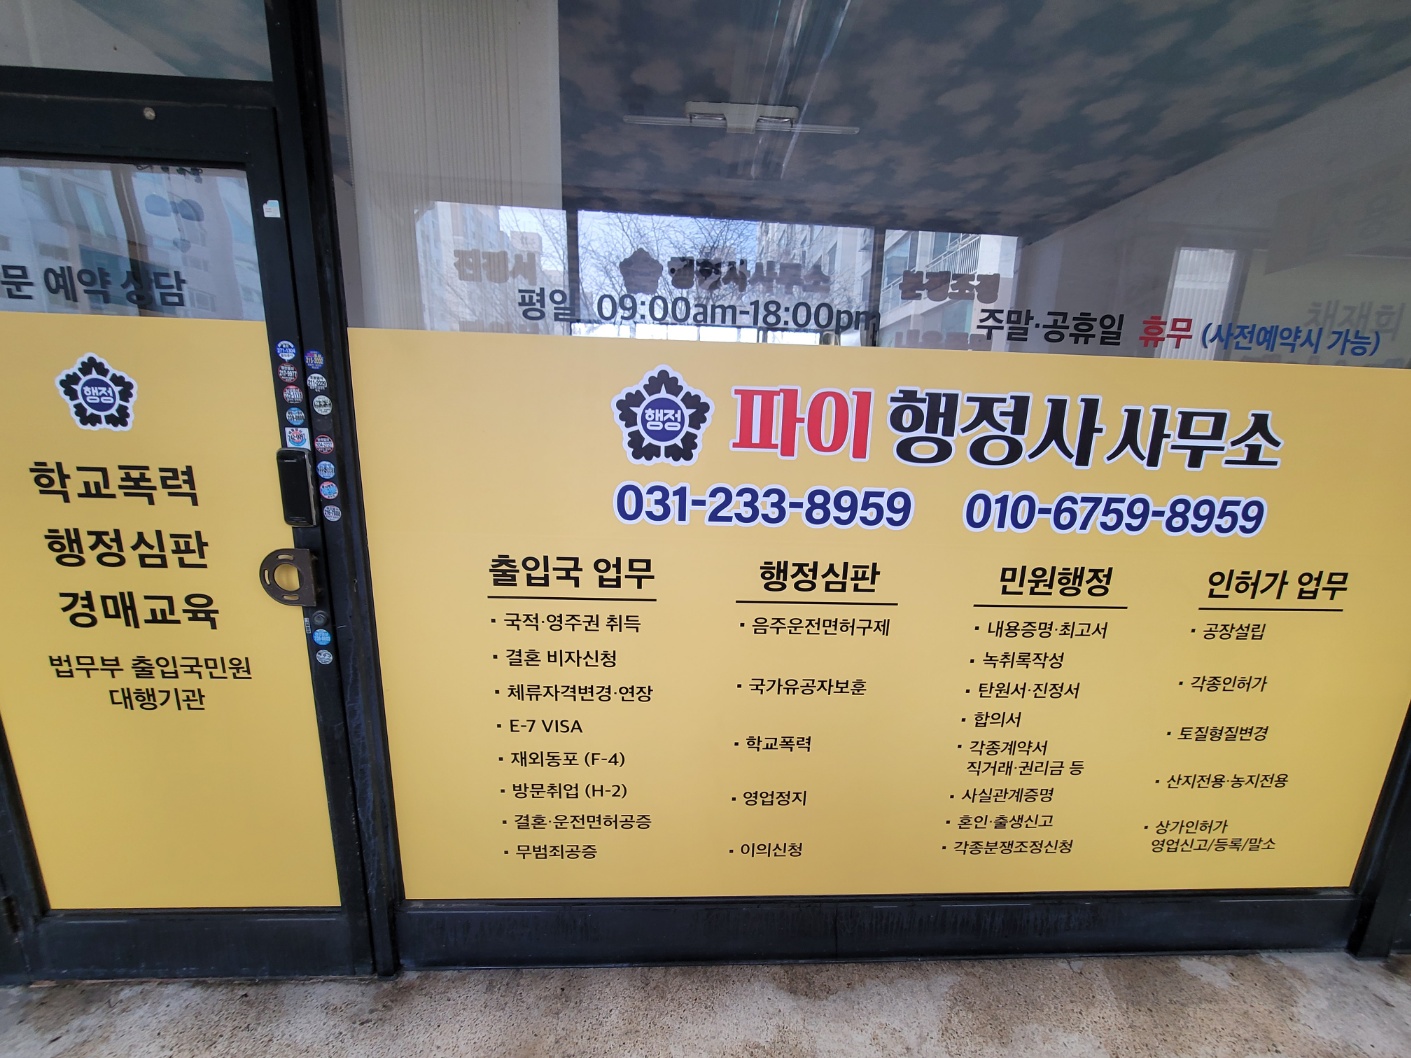 문 예약 상담
행정
학교폭력
행정심판
경매교육
법무부 출입국민원
대행기관
평일 09:00am-18:00pm
주말·공휴일 휴무 (사전예약시 가능)
행정
파이 행정사 사무소
031-233-8959 010-6759-8959
출입국 업무
· 국적·영주권 취득
· 결혼 비자신청
· 체류자격변경·연장
· E-7 VISA
· 재외동포 (F-4)
· 방문취업 (H-2)
· 결혼·운전면허공증
· 무범죄공증
행정심판
· 음주운전면허구제
· 국가유공자보훈
· 학교폭력
· 영업정지
· 이의신청
민원행정
· 내용증명·최고서
· 녹취록작성
· 탄원서·진정서
· 합의서
· 각종계약서
직거래·권리금 등
· 사실관계증명
· 혼인·출생신고
· 각종분쟁조정신청
인허가 업무
· 공장설립
· 각종인허가
· 토질형질변경
· 산지전용·농지전용
· 상가인허가
영업신고/등록/말소